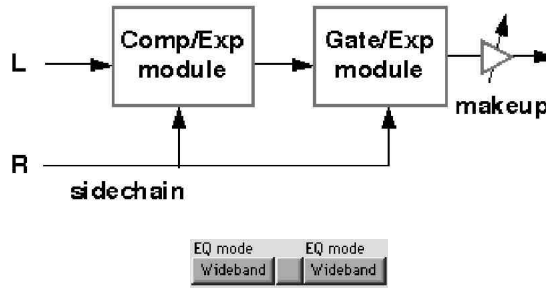 Comp/Exp
module
Gate/Exp
module
L
makeup
R
sidechain
EQ mode EQ mode
Wideband Wideband